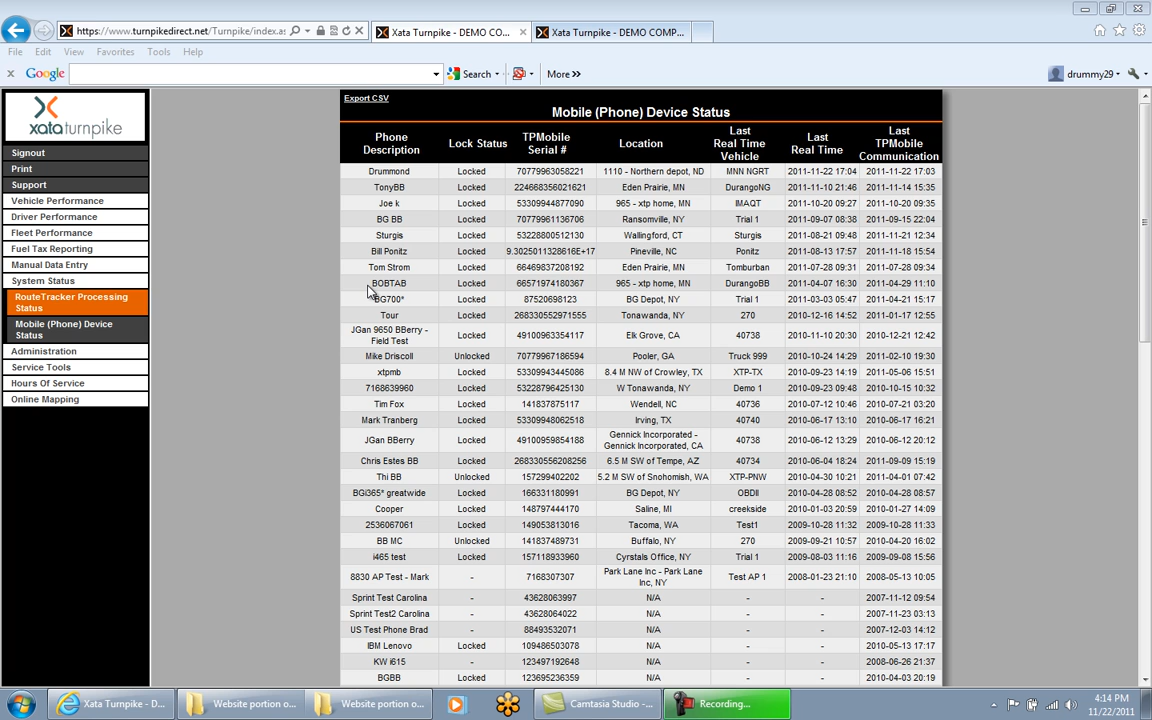 https://www.turnpikedirect.net/Turnpike/index.as
Xata Turnpike - DEMO CO...
Xata Turnpike - DEMO COMP...
File Edit View Favorites Tools Help
x Google Search More »
drummy29
xataturnpike
Signout
Print
Support
Vehicle Performance
Driver Performance
Fleet Performance
Fuel Tax Reporting
Manual Data Entry
System Status
RouteTracker Processing
Status
Mobile (Phone) Device
Status
Administration
Service Tools
Hours Of Service
Online Mapping
Export CSV
Mobile (Phone) Device Status
Phone Description Lock Status TPMobile Serial # Location Last Real Time Vehicle Last Real Time Last TPMobile Communication
Drummond Locked 70779963058221 1110 - Northern depot, ND MNN NGRT 2011-11-22 17:04 2011-11-22 17:03
TonyBB Locked 224668356021621 Eden Prairie, MN DurangoNG 2011-11-10 21:46 2011-11-14 15:35
Joe k Locked 53309944877090 965 - xtp home, MN IMAQT 2011-10-20 09:27 2011-10-20 09:35
BG BB Locked 70779961136706 Ransomville, NY Trial 1 2011-09-07 08:38 2011-09-15 22:04
Sturgis Locked 53228800512130 Wallingford, CT Sturgis 2011-08-21 09:48 2011-11-21 12:34
Bill Ponitz Locked 9.3025011328616E+17 Pineville, NC Ponitz 2011-08-13 17:57 2011-11-18 15:54
Tom Strom Locked 66469837208192 Eden Prairie, MN Tomburban 2011-07-28 09:31 2011-07-28 09:34
BOBTAB Locked 66571974180367 965 - xtp home, MN DurangoBB 2011-04-07 16:30 2011-04-29 11:10
BG700* Locked 87520698123 BG Depot, NY Trial 1 2011-03-03 05:47 2011-04-21 15:17
Tour Locked 268330552971555 Tonawanda, NY 270 2010-12-16 14:52 2011-01-17 12:55
JGan 9650 BBerry - Field Test Locked 49100963354117 Elk Grove, CA 40738 2010-11-10 20:30 2010-12-21 12:42
Mike Driscoll Unlocked 70779967186594 Pooler, GA Truck 999 2010-10-24 14:29 2011-02-10 19:30
xtpmb Locked 53309943445086 8.4 M NW of Crowley, TX XTP-TX 2010-09-23 14:19 2011-05-06 15:51
7168639960 Locked 53228796425130 W Tonawanda, NY Demo 1 2010-09-23 09:48 2010-10-15 10:32
Tim Fox Locked 141837875117 Wendell, NC 40736 2010-07-12 10:46 2010-07-21 03:20
Mark Tranberg Locked 53309948062518 Irving, TX 40740 2010-06-17 13:10 2010-06-17 16:21
JGan BBerry Locked 49100959854188 Gennick Incorporated - Gennick Incorporated, CA 40738 2010-06-12 13:29 2010-06-12 20:12
Chris Estes BB Locked 268330556208256 6.5 M SW of Tempe, AZ 40734 2010-06-04 18:24 2011-09-09 15:19
Thi BB Unlocked 157299402202 5.2 M SW of Snohomish, WA XTP-PNW 2010-04-30 10:21 2011-04-01 07:42
BGi365* greatwide Locked 166331180991 BG Depot, NY OBDII 2010-04-28 08:52 2010-04-28 08:57
Cooper Locked 148797444170 Saline, MI creekside 2010-01-03 20:59 2010-01-27 14:09
2536067061 Locked 149053813016 Tacoma, WA Test1 2009-10-28 11:32 2009-10-28 11:33
BB MC Unlocked 141837489731 Buffalo, NY 270 2009-09-21 10:57 2010-04-20 16:02
i465 test Locked 157118933960 Cyrstals Office, NY Trial 1 2009-08-03 11:16 2009-09-08 15:56
8830 AP Test - Mark - 7168307307 Park Lane Inc - Park Lane Inc, NY Test AP 1 2008-01-23 21:10 2008-05-13 10:05
Sprint Test Carolina - 43628063997 N/A - - 2007-11-12 09:54
Sprint Test2 Carolina - 43628064022 N/A - - 2007-11-23 03:13
US Test Phone Brad - 88493532071 N/A - - 2007-12-03 14:12
IBM Lenovo Locked 109486503078 N/A - - 2010-05-13 17:17
KW i615 - 123497192648 N/A - - 2008-06-26 21:37
BGBB Locked 123695236359 N/A - - 2010-04-03 20:19
Xata Turnpike - D...
Website portion o...
Website portion o...
Camtasia Studio -...
Recording...
4:14 PM
11/22/2011